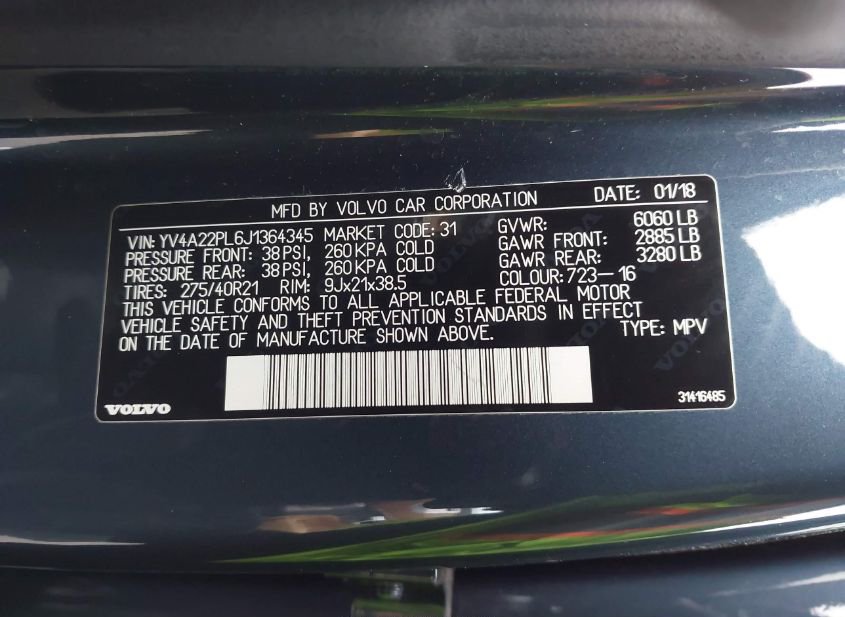 MFD BY VOLVO CAR CORPORATION DATE: 01/18
VIN: YV4A22PL6J1364345 MARKET CODE: 31 GVWR: 6060 LB
PRESSURE FRONT: 38 PSI, 260 KPA COLD GAWR FRONT: 2885 LB
PRESSURE REAR: 38 PSI, 260 KPA COLD GAWR REAR: 3280 LB
TIRES: 275/40R21 RIM: 9Jx21x38.5 COLOUR: 723-16
THIS VEHICLE CONFORMS TO ALL APPLICABLE FEDERAL MOTOR
VEHICLE SAFETY AND THEFT PREVENTION STANDARDS IN EFFECT
ON THE DATE OF MANUFACTURE SHOWN ABOVE. TYPE: MPV
VOLVO 31416485